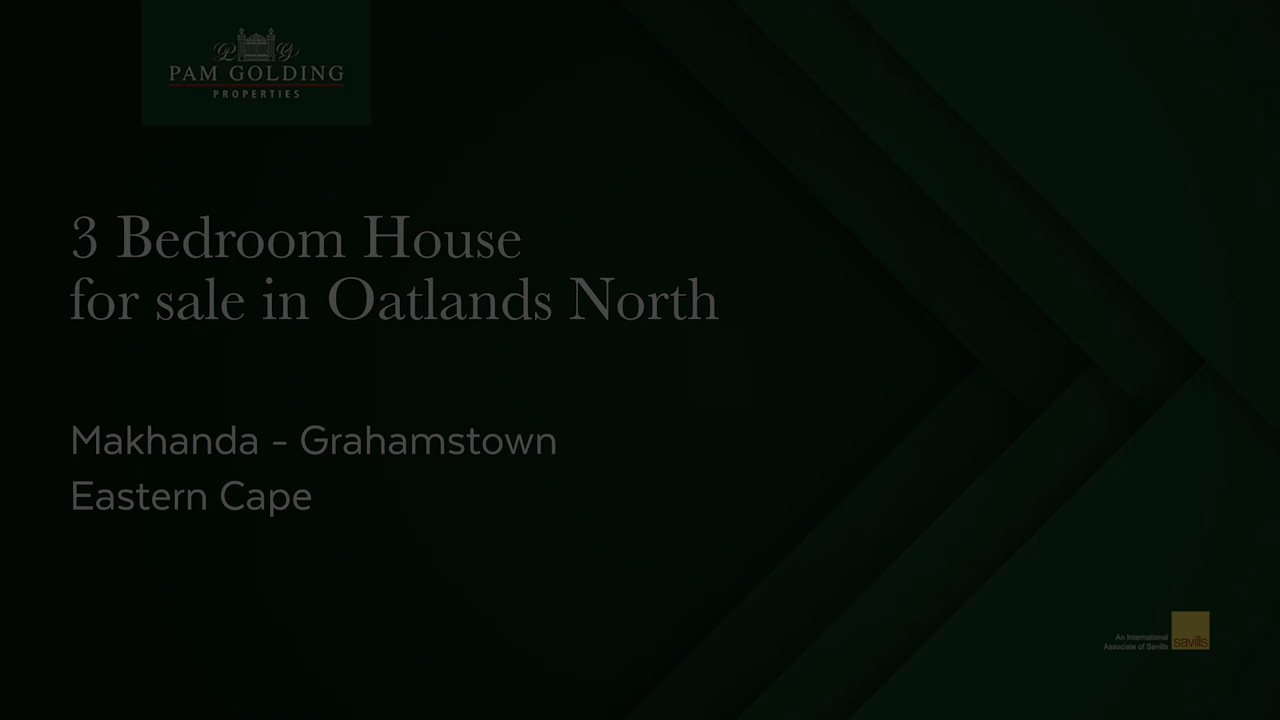 PAM GOLDING
PROPERTIES
3 Bedroom House
for sale in Oatlands North
Makhanda - Grahamstown
Eastern Cape
An International
Associate of Savills
savills